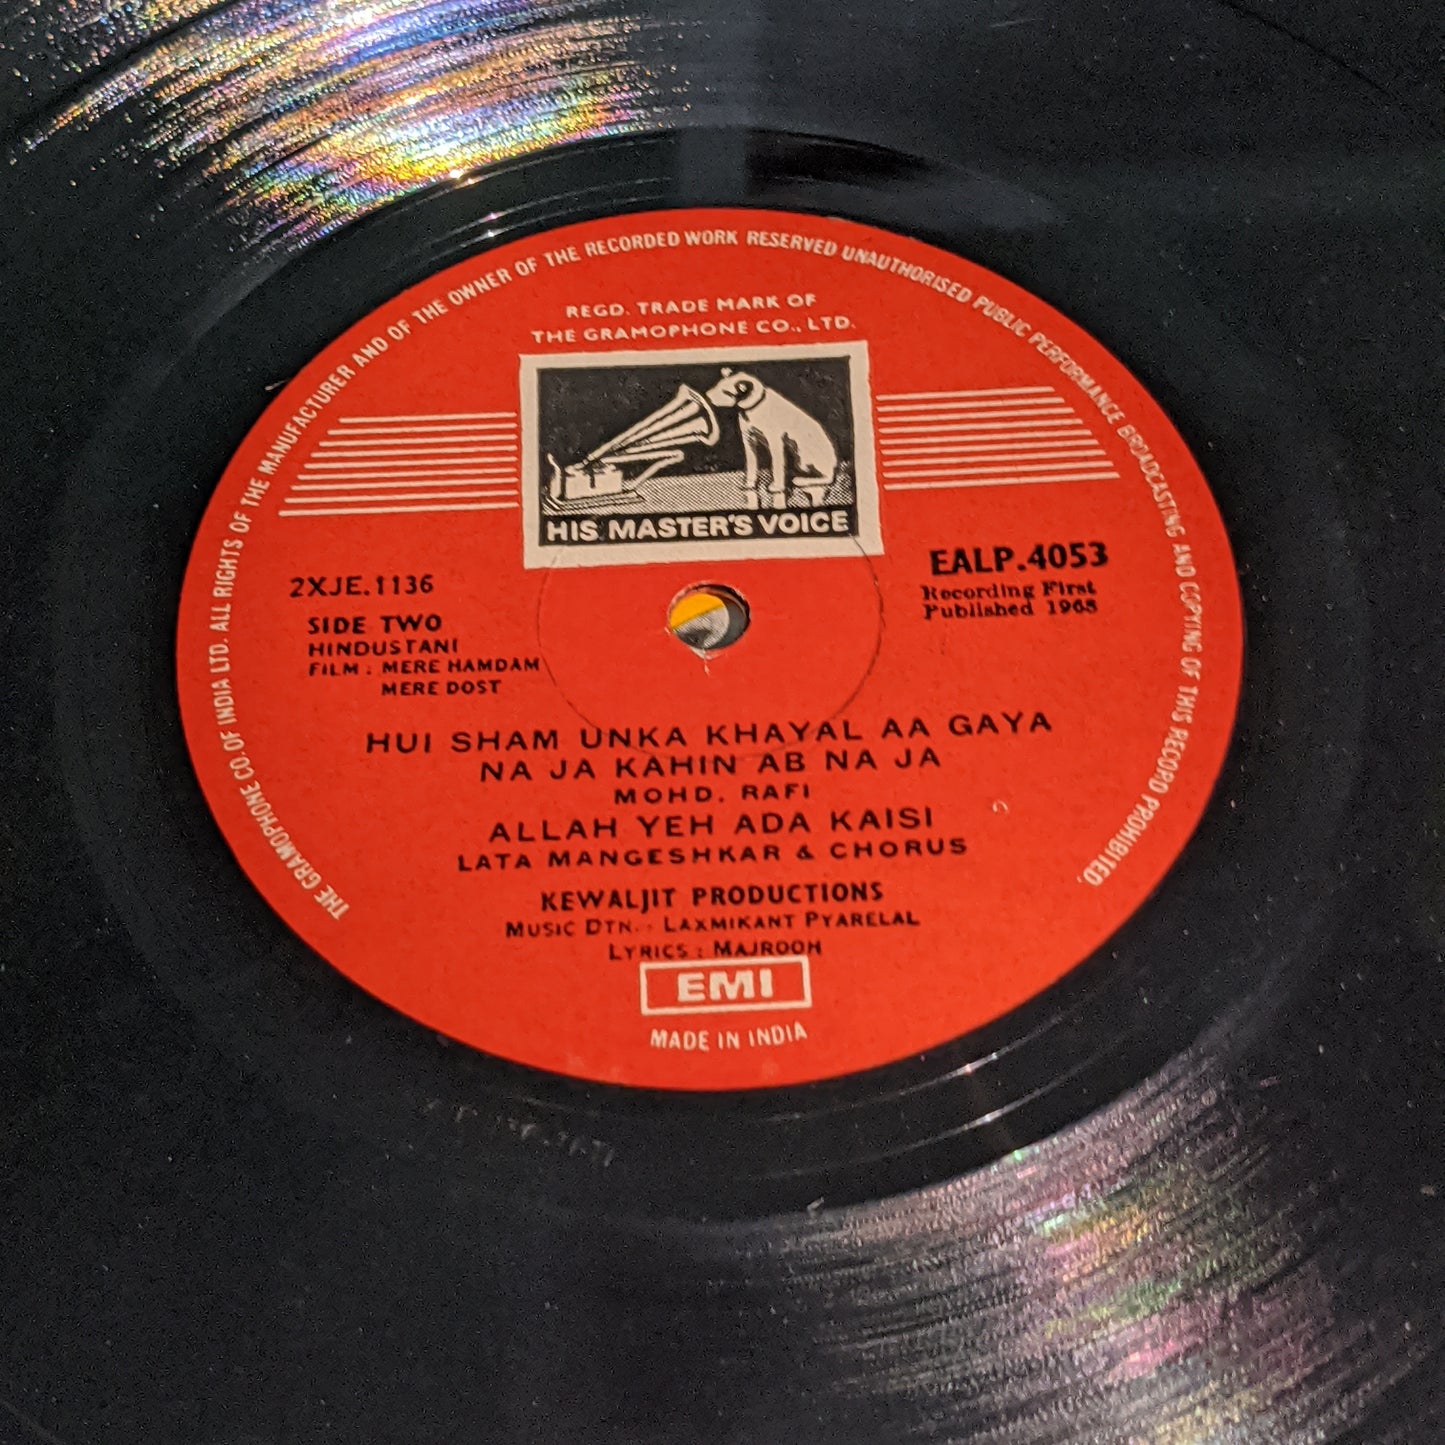 THE GRAMOPHONE CO. OF INDIA LTD. ALL RIGHTS OF THE MANUFACTURER AND OF THE OWNER OF THE RECORDED WORK RESERVED UNAUTHORISED PUBLIC PERFORMANCE BROADCASTING AND COPYING OF THIS RECORD PROHIBITED.
REGD. TRADE MARK OF
THE GRAMOPHONE CO., LTD.
HIS MASTER'S VOICE
2XJE.1136
EALP.4053
Recording First
Published 1968
SIDE TWO
HINDUSTANI
FILM : MERE HAMDAM
MERE DOST
HUI SHAM UNKA KHAYAL AA GAYA
NA JA KAHIN AB NA JA
MOHD. RAFI
ALLAH YEH ADA KAISI
LATA MANGESHKAR & CHORUS
KEWALJIT PRODUCTIONS
MUSIC DTN. : LAXMIKANT PYARELAL
LYRICS : MAJROOH
EMI
MADE IN INDIA